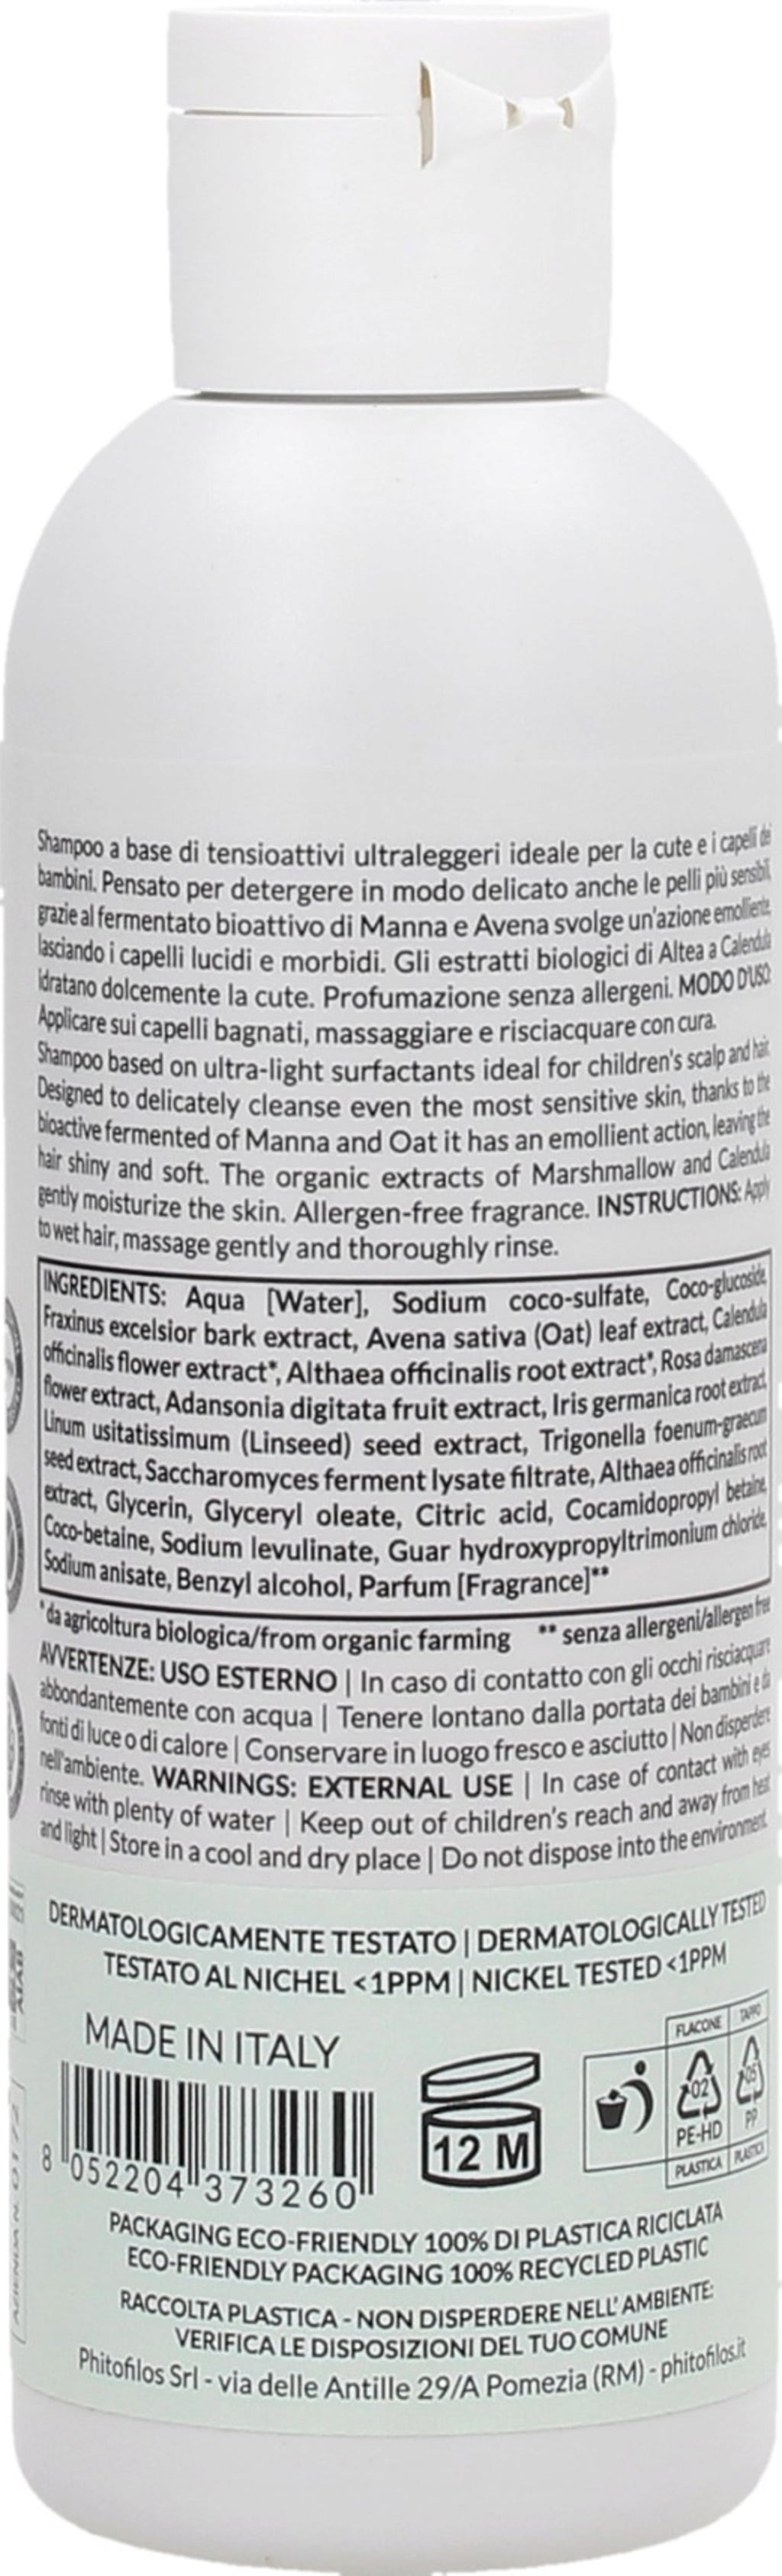 Shampoo a base di tensioattivi ultraleggeri ideale per la cute e i capelli dei
bambini. Pensato per detergere in modo delicato anche le pelli più sensibili,
grazie al fermentato bioattivo di Manna e Avena svolge un'azione emolliente,
lasciando i capelli lucidi e morbidi. Gli estratti biologici di Altea a Calendula
idratano dolcemente la cute. Profumazione senza allergeni. MODO D'USO:
Applicare sui capelli bagnati, massaggiare e risciacquare con cura.
Shampoo based on ultra-light surfactants ideal for children's scalp and hair.
Designed to delicately cleanse even the most sensitive skin, thanks to the
bioactive fermented of Manna and Oat it has an emollient action, leaving the
hair shiny and soft. The organic extracts of Marshmallow and Calendula
gently moisturize the skin. Allergen-free fragrance. INSTRUCTIONS: Apply
to wet hair, massage gently and thoroughly rinse.
INGREDIENTS: Aqua [Water], Sodium coco-sulfate, Coco-glucoside,
Fraxinus excelsior bark extract, Avena sativa (Oat) leaf extract, Calendula
officinalis flower extract*, Althaea officinalis root extract*, Rosa damascena
flower extract, Adansonia digitata fruit extract, Iris germanica root extract,
Linum usitatissimum (Linseed) seed extract, Trigonella foenum-graecum
seed extract, Saccharomyces ferment lysate filtrate, Althaea officinalis root
extract, Glycerin, Glyceryl oleate, Citric acid, Cocamidopropyl betaine,
Coco-betaine, Sodium levulinate, Guar hydroxypropyltrimonium chloride,
Sodium anisate, Benzyl alcohol, Parfum [Fragrance]**
*da agricoltura biologica/from organic farming ** senza allergeni/allergen free
AVVERTENZE: USO ESTERNO | In caso di contatto con gli occhi risciacquare
abbondantemente con acqua | Tenere lontano dalla portata dei bambini e da
fonti di luce o di calore | Conservare in luogo fresco e asciutto | Non disperdere
nell'ambiente. WARNINGS: EXTERNAL USE | In case of contact with eyes
rinse with plenty of water | Keep out of children's reach and away from heat
and light | Store in a cool and dry place | Do not dispose into the environment.
DERMATOLOGICAMENTE TESTATO | DERMATOLOGICALLY TESTED
TESTATO AL NICHEL <1PPM | NICKEL TESTED <1PPM
MADE IN ITALY
8 052204 373260
12 M
FLACONE TAPPO
02 05
PE-HD PP
PLASTICA PLASTICA
PACKAGING ECO-FRIENDLY 100% DI PLASTICA RICICLATA
ECO-FRIENDLY PACKAGING 100% RECYCLED PLASTIC
RACCOLTA PLASTICA - NON DISPERDERE NELL' AMBIENTE:
VERIFICA LE DISPOSIZIONI DEL TUO COMUNE
Phitofilos Srl - via delle Antille 29/A Pomezia (RM) - phitofilos.it